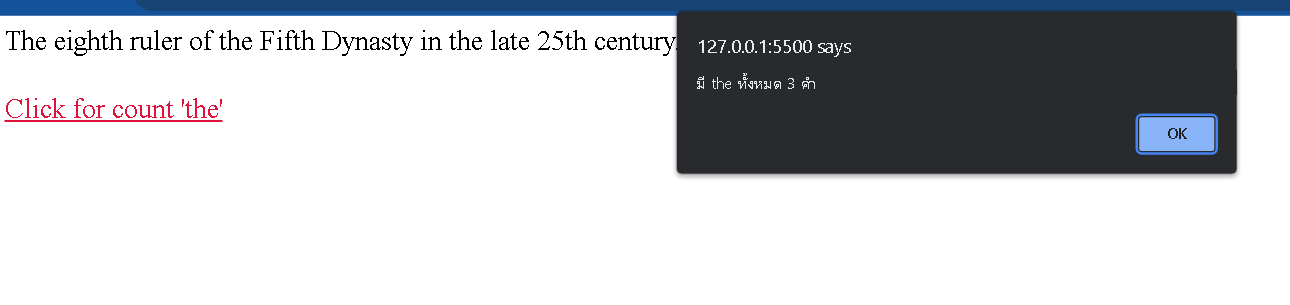 The eighth ruler of the Fifth Dynasty in the late 25th century.
Click for count 'the'
127.0.0.1:5500 says
มี the ทั้งหมด 3 คำ
OK